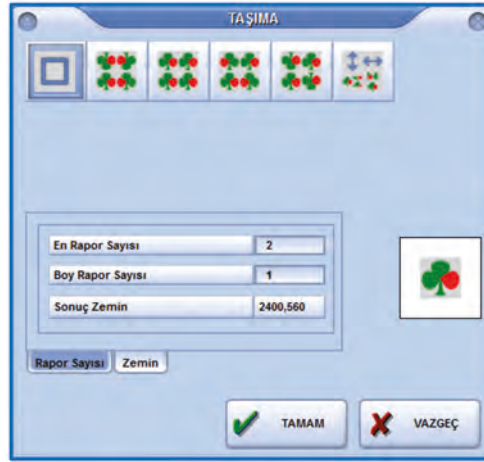 TAŞIMA
En Rapor Sayısı 2
Boy Rapor Sayısı 1
Sonuç Zemin 2400,560
Rapor Sayısı Zemin
TAMAM VAZGEÇ